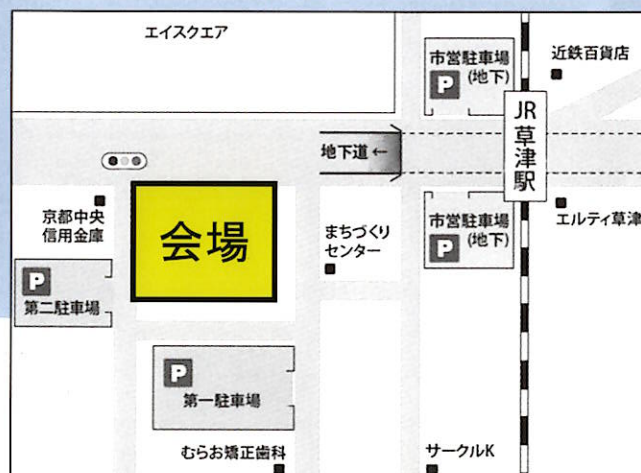 エイスクエア
市営駐車場
(地下)
P
近鉄百貨店
JR草津駅
地下道 ←
京都中央
信用金庫
会場
まちづくり
センター
市営駐車場
(地下)
P
エルティ草津
P
第二駐車場
P
第一駐車場
むらお矯正歯科
サークルK